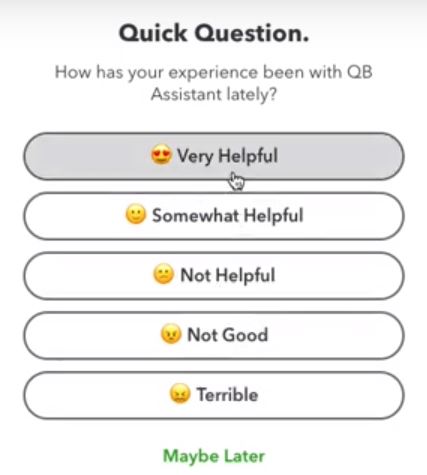 Quick Question.
How has your experience been with QB
Assistant lately?
😍 Very Helpful
🙂 Somewhat Helpful
😕 Not Helpful
😠 Not Good
😖 Terrible
Maybe Later